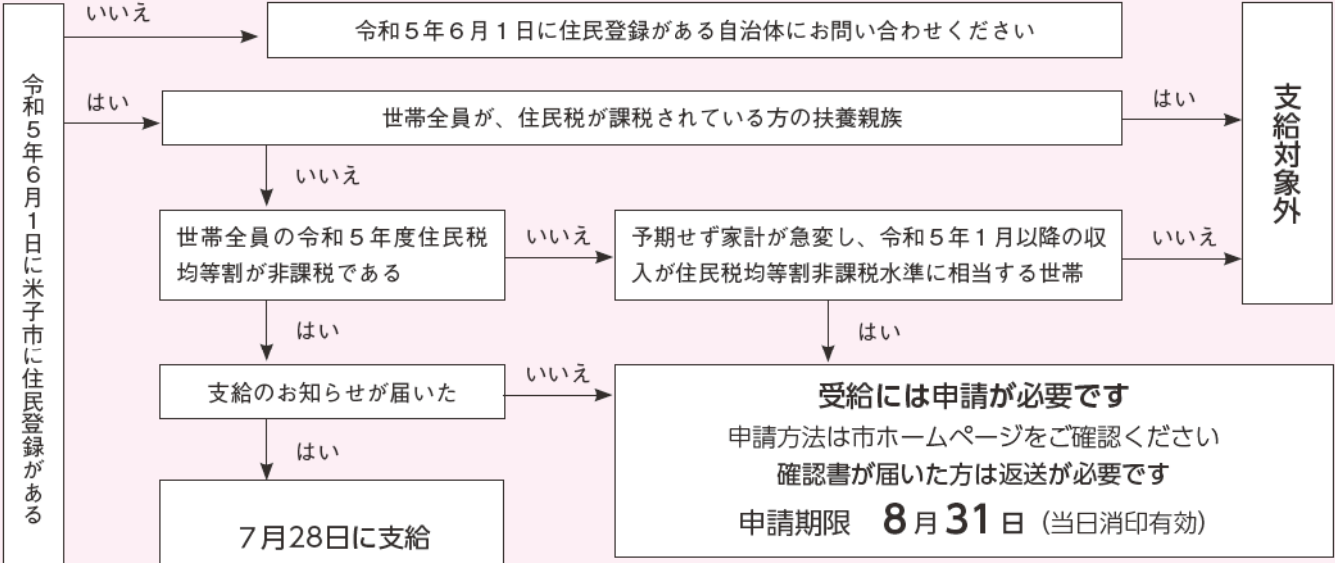 令和５年６月１日に米子市に住民登録がある
いいえ
令和５年６月１日に住民登録がある自治体にお問い合わせください
はい
世帯全員が、住民税が課税されている方の扶養親族
はい
支給対象外
いいえ
世帯全員の令和５年度住民税
均等割が非課税である
いいえ
予期せず家計が急変し、令和５年１月以降の収
入が住民税均等割非課税水準に相当する世帯
いいえ
はい
はい
支給のお知らせが届いた
いいえ
受給には申請が必要です
申請方法は市ホームページをご確認ください
確認書が届いた方は返送が必要です
申請期限 8月31日（当日消印有効）
はい
７月28日に支給